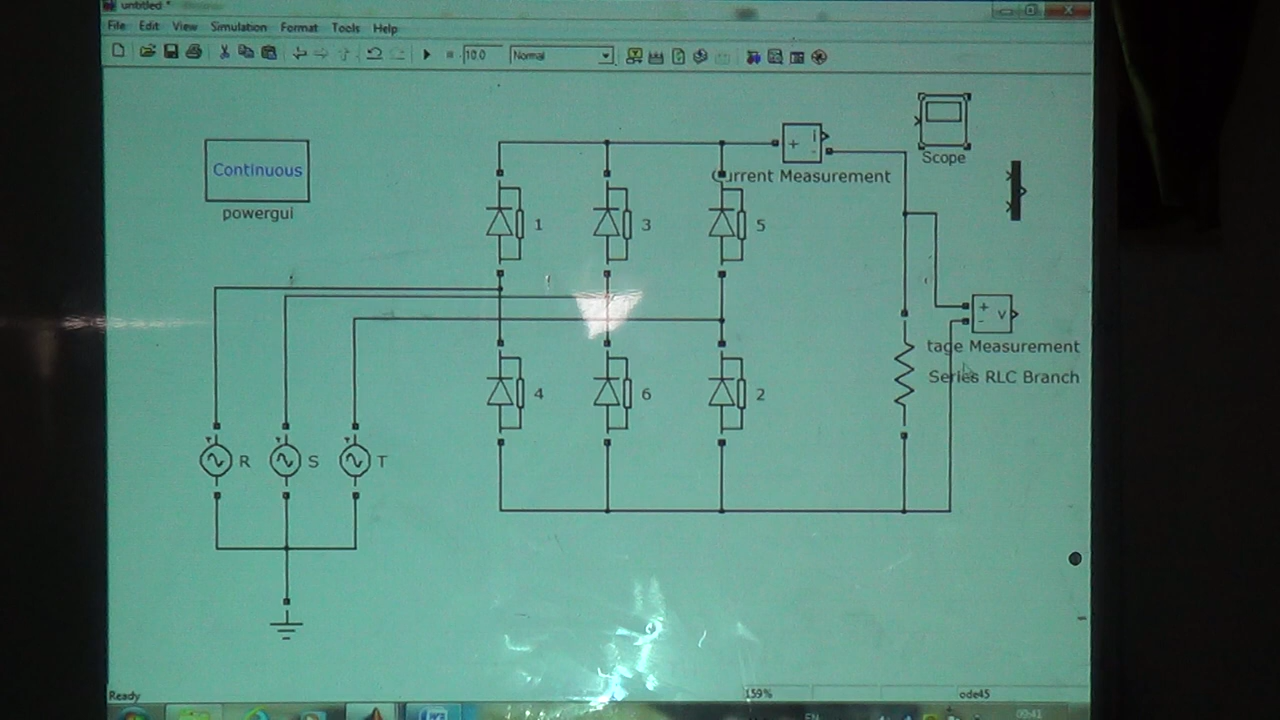 untitled *
File Edit View Simulation Format Tools Help
10.0 Normal
Continuous
powergui
Scope
i
+
-
Current Measurement
1 3 5
+
-
v
tage Measurement
Series RLC Branch
4 6 2
R S T
Ready 159% ode45
EN